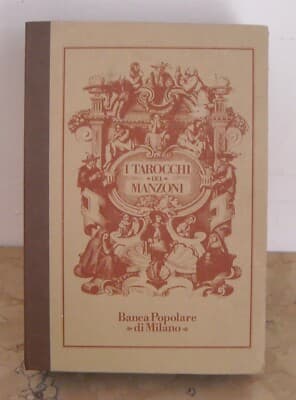 I TAROCCHI
DEL
MANZONI
Banca Popolare
di Milano